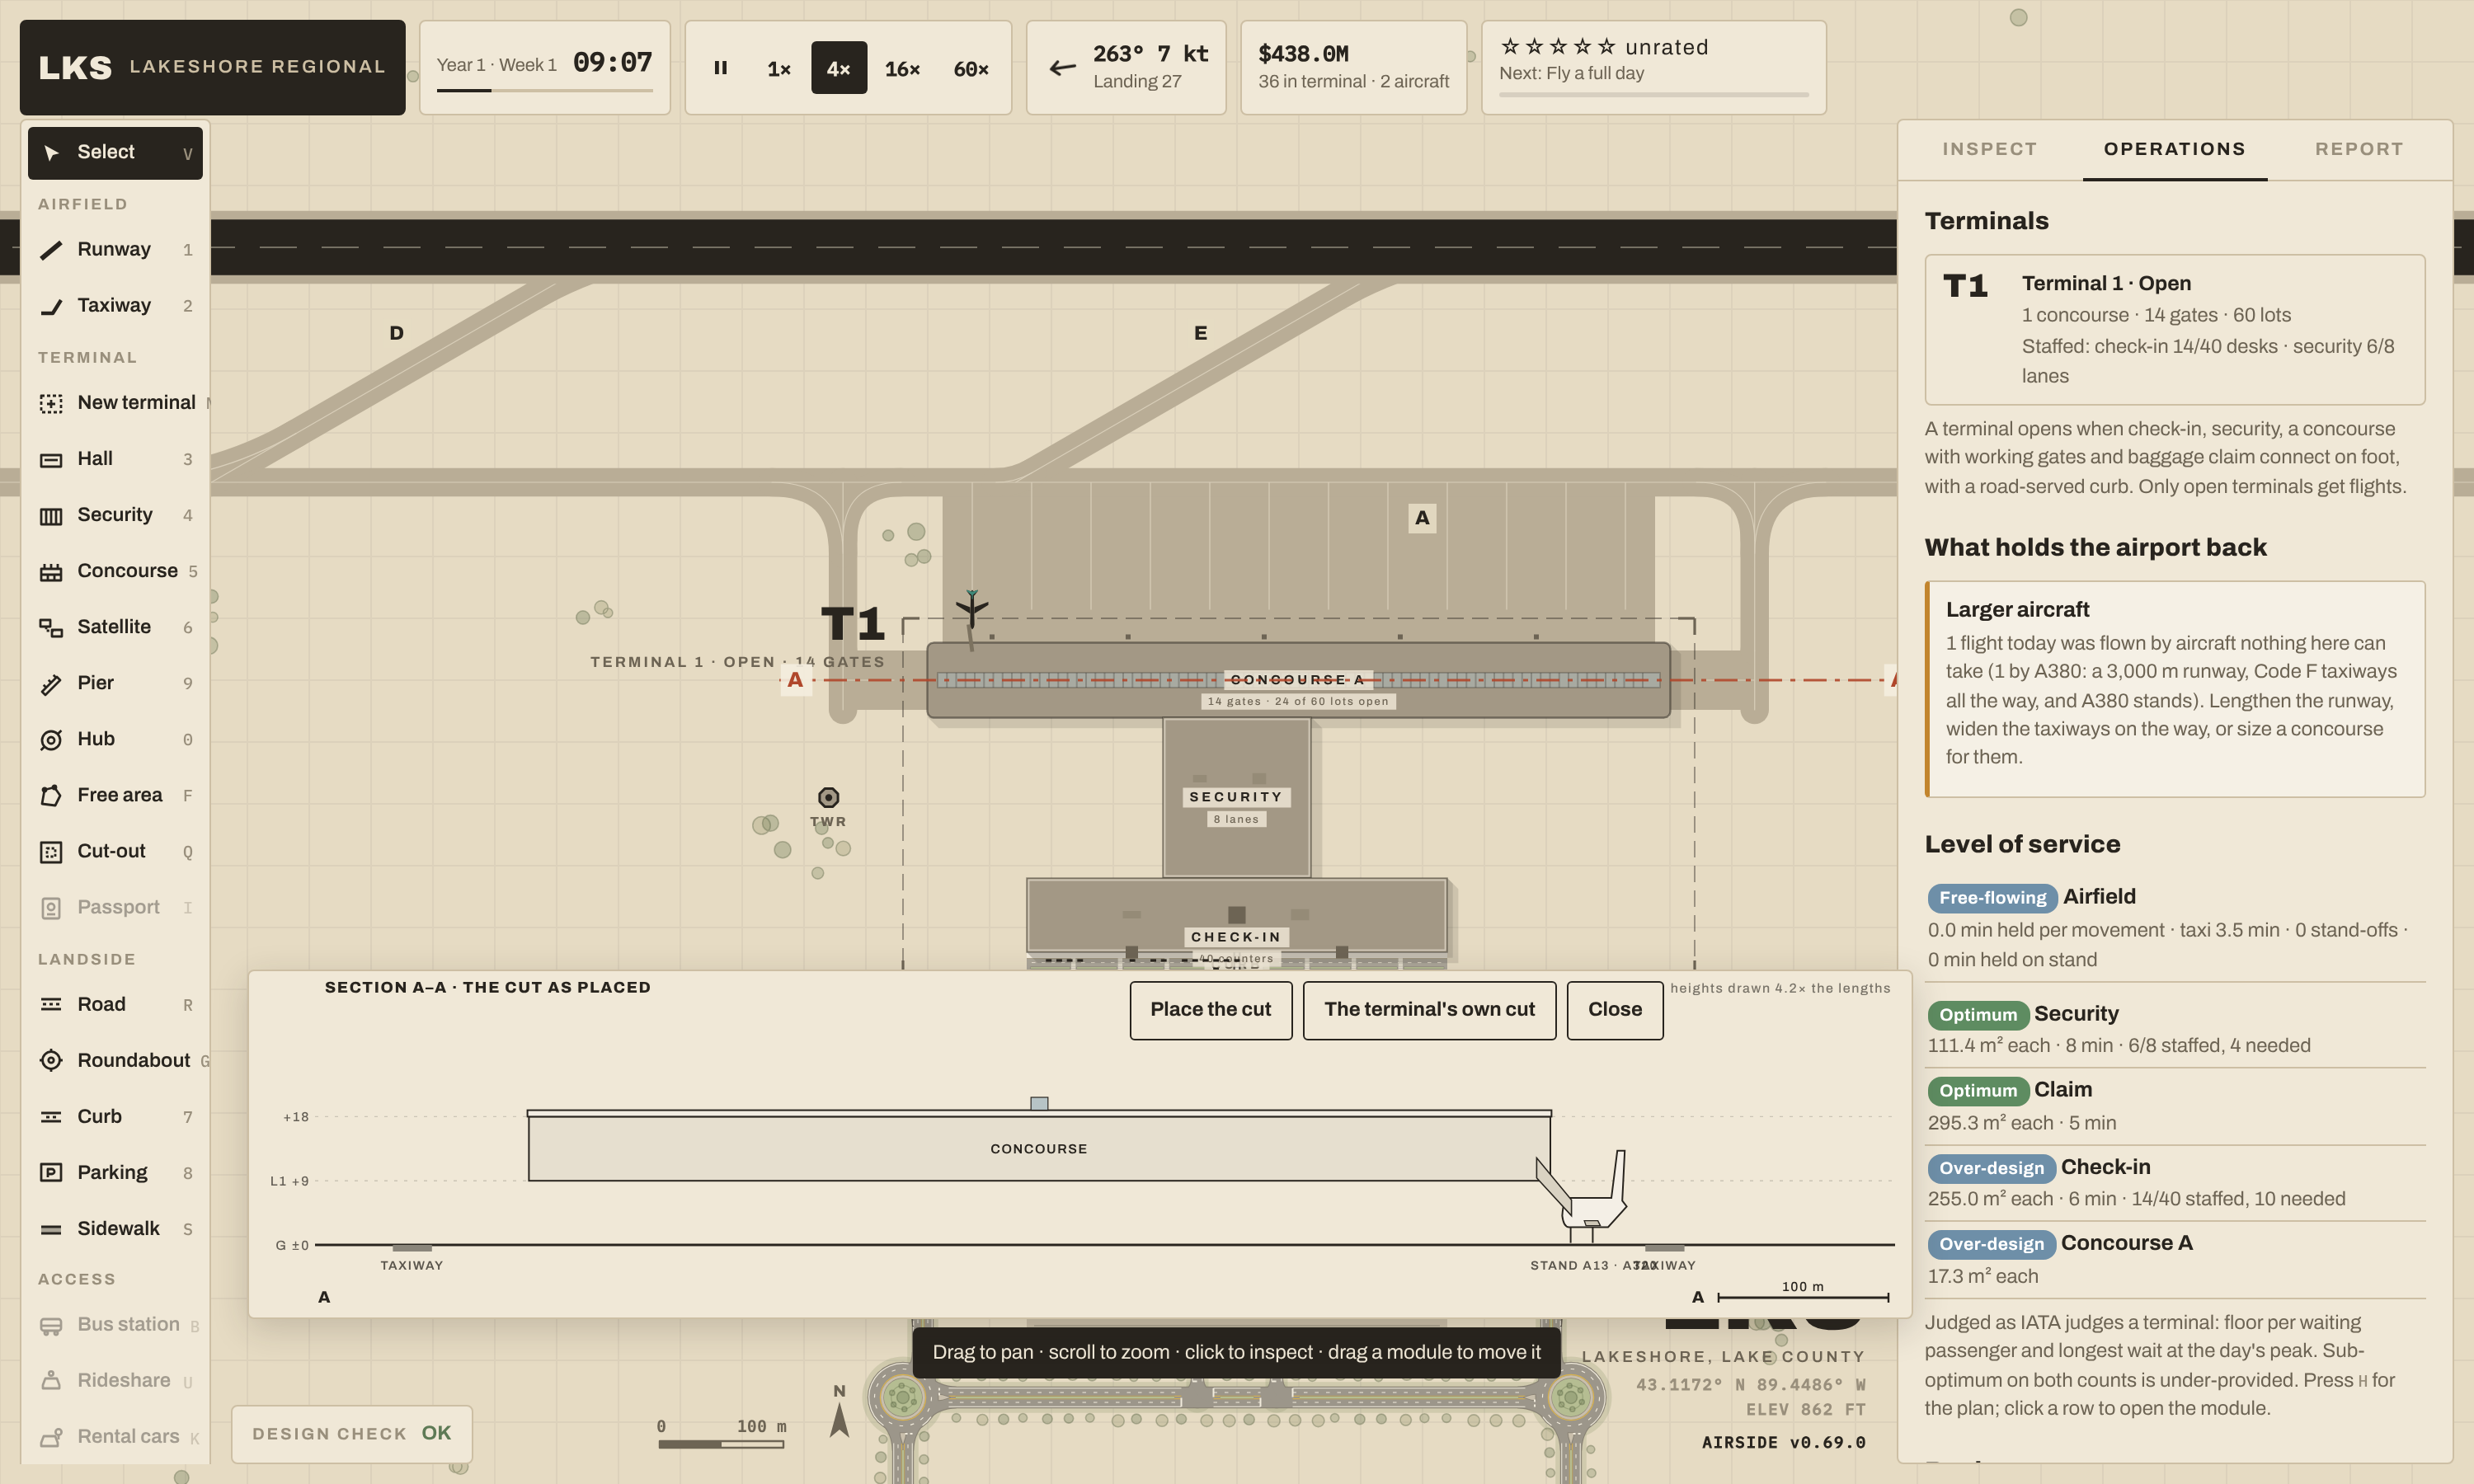 LKS LAKESHORE REGIONAL
Year 1 · Week 1 09:07
1× 4× 16× 60×
263° 7 kt
Landing 27
$438.0M
36 in terminal · 2 aircraft
☆☆☆☆☆ unrated
Next: Fly a full day
Select V
AIRFIELD
Runway 1
Taxiway 2
TERMINAL
New terminal
Hall 3
Security 4
Concourse 5
Satellite 6
Pier 9
Hub 0
Free area F
Cut-out Q
Passport I
LANDSIDE
Road R
Roundabout G
Curb 7
Parking 8
Sidewalk S
ACCESS
Bus station B
Rideshare U
Rental cars K
D
E
A
T1
TERMINAL 1 · OPEN · 14 GATES
A
CONCOURSE A
14 gates · 24 of 60 lots open
SECURITY
8 lanes
TWR
CHECK-IN
40 counters
SECTION A–A · THE CUT AS PLACED
Place the cut
The terminal's own cut
Close
heights drawn 4.2× the lengths
+18
CONCOURSE
L1 +9
G ±0
TAXIWAY
STAND A13 · A320
TAXIWAY
A
A
100 m
Drag to pan · scroll to zoom · click to inspect · drag a module to move it
LAKESHORE, LAKE COUNTY
43.1172° N 89.4486° W
ELEV 862 FT
AIRSIDE v0.69.0
DESIGN CHECK OK
0 100 m
N
INSPECT OPERATIONS REPORT
Terminals
T1 Terminal 1 · Open
1 concourse · 14 gates · 60 lots
Staffed: check-in 14/40 desks · security 6/8
lanes
A terminal opens when check-in, security, a concourse
with working gates and baggage claim connect on foot,
with a road-served curb. Only open terminals get flights.
What holds the airport back
Larger aircraft
1 flight today was flown by aircraft nothing here can
take (1 by A380: a 3,000 m runway, Code F taxiways
all the way, and A380 stands). Lengthen the runway,
widen the taxiways on the way, or size a concourse
for them.
Level of service
Free-flowing Airfield
0.0 min held per movement · taxi 3.5 min · 0 stand-offs ·
0 min held on stand
Optimum Security
111.4 m² each · 8 min · 6/8 staffed, 4 needed
Optimum Claim
295.3 m² each · 5 min
Over-design Check-in
255.0 m² each · 6 min · 14/40 staffed, 10 needed
Over-design Concourse A
17.3 m² each
Judged as IATA judges a terminal: floor per waiting
passenger and longest wait at the day's peak. Sub-
optimum on both counts is under-provided. Press H for
the plan; click a row to open the module.